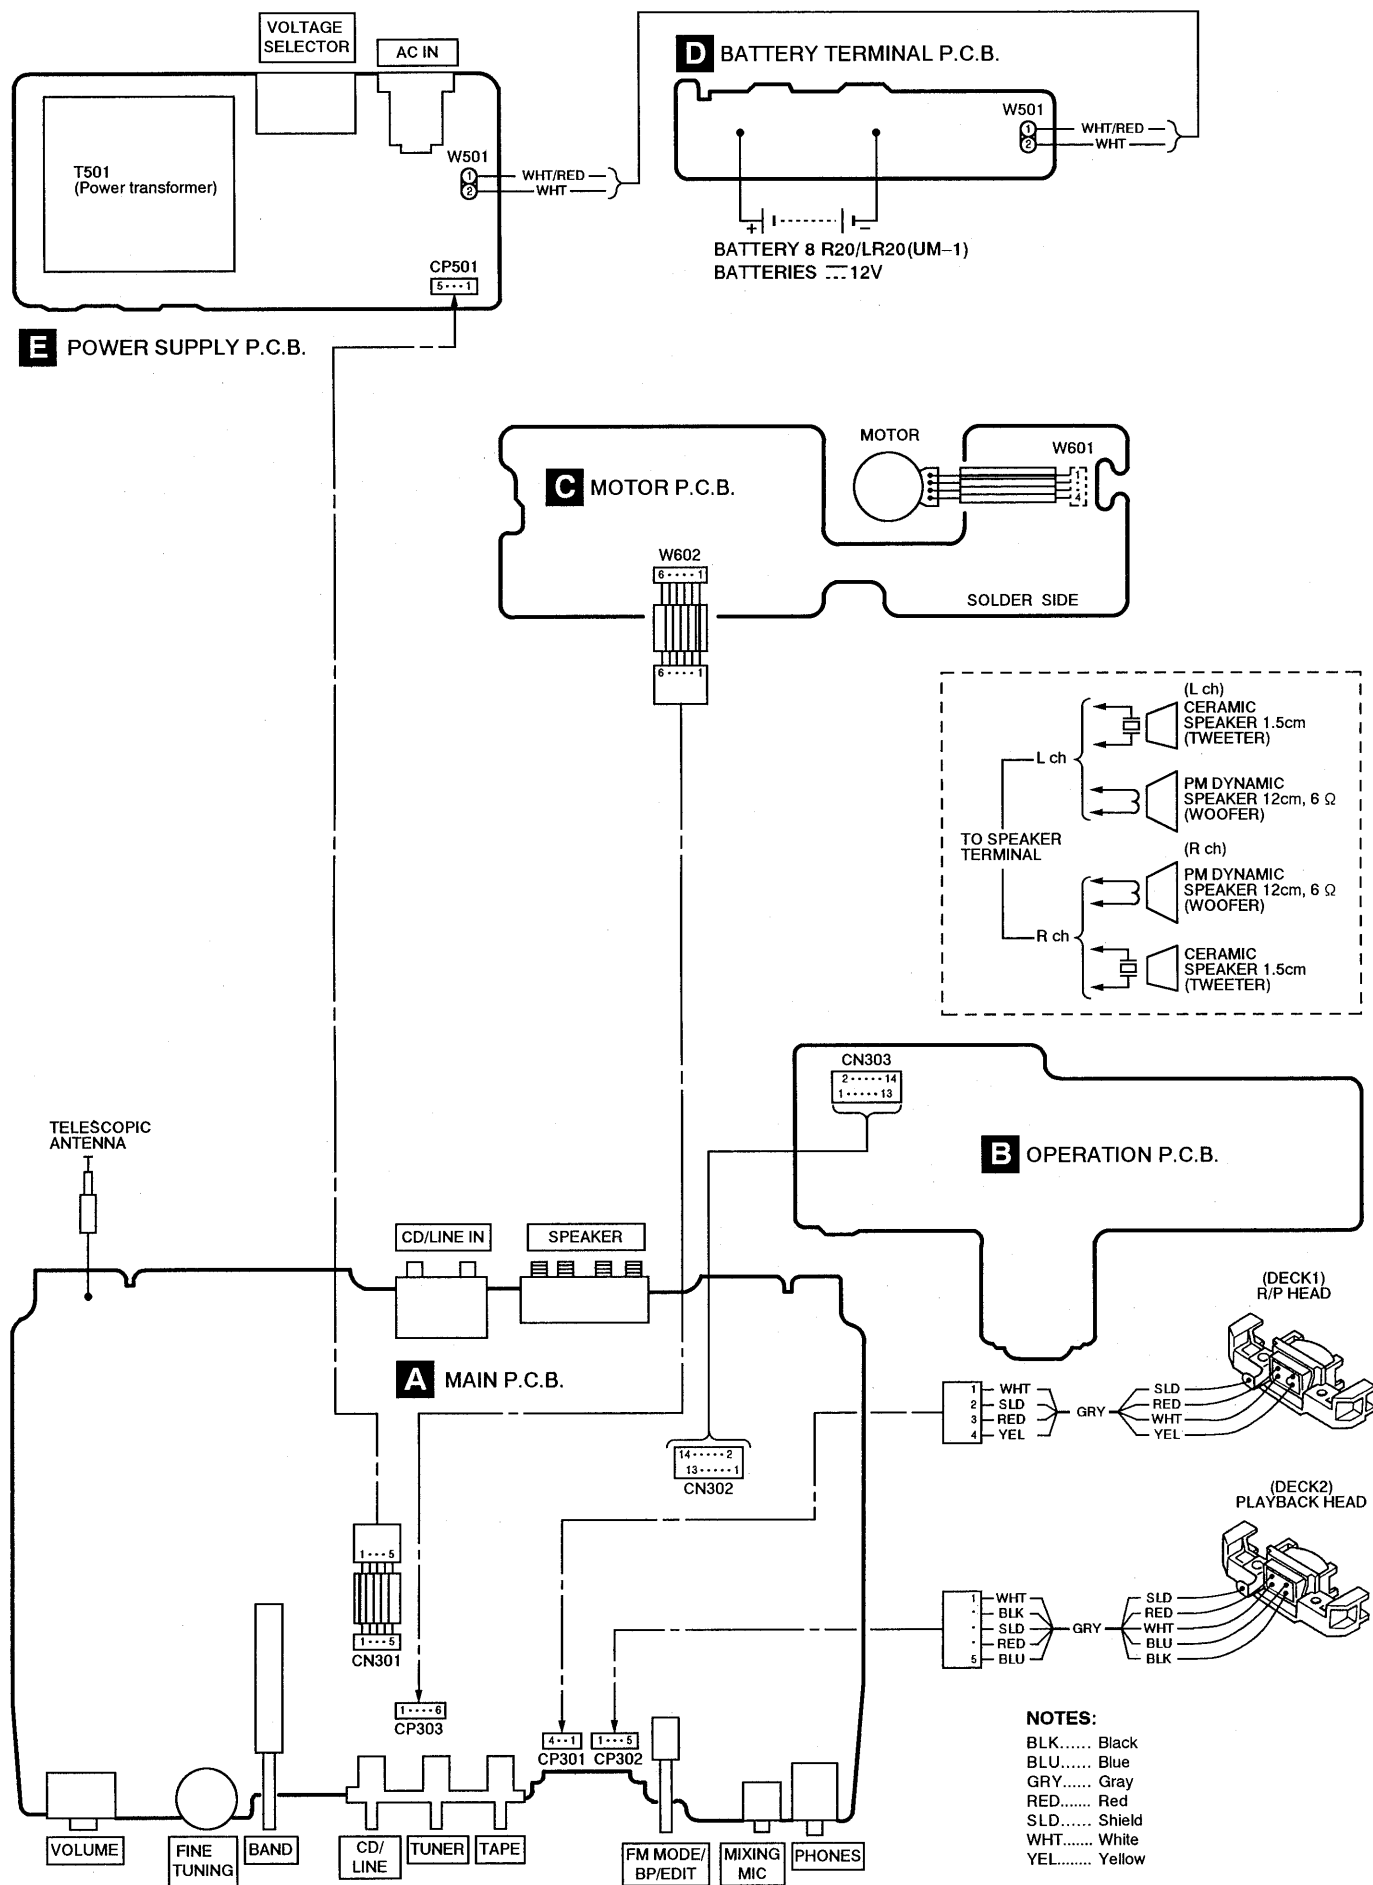 VOLTAGE
SELECTOR
AC IN
D BATTERY TERMINAL P.C.B.
W501
1 WHT/RED
2 WHT
T501
(Power transformer)
W501
1 WHT/RED
2 WHT
+ −
BATTERY 8 R20/LR20(UM–1)
BATTERIES ⎓12V
CP501
5···1
E POWER SUPPLY P.C.B.
MOTOR
W601
1
4
C MOTOR P.C.B.
W602
6····1
SOLDER SIDE
6····1
(L ch)
CERAMIC
SPEAKER 1.5cm
(TWEETER)
L ch
PM DYNAMIC
SPEAKER 12cm, 6 Ω
(WOOFER)
TO SPEAKER
TERMINAL
(R ch)
PM DYNAMIC
SPEAKER 12cm, 6 Ω
(WOOFER)
R ch
CERAMIC
SPEAKER 1.5cm
(TWEETER)
CN303
2·····14
1·····13
B OPERATION P.C.B.
TELESCOPIC
ANTENNA
CD/LINE IN
SPEAKER
A MAIN P.C.B.
(DECK1)
R/P HEAD
1 WHT
2 SLD
3 RED
4 YEL
GRY
SLD
RED
WHT
YEL
14·····2
13·····1
CN302
(DECK2)
PLAYBACK HEAD
1 WHT
· BLK
· SLD
· RED
5 BLU
GRY
SLD
RED
WHT
BLU
BLK
1···5
1···5
CN301
1····6
CP303
4··1
CP301
1···5
CP302
VOLUME
FINE
TUNING
BAND
CD/
LINE
TUNER
TAPE
FM MODE/
BP/EDIT
MIXING
MIC
PHONES
NOTES:
BLK...... Black
BLU...... Blue
GRY...... Gray
RED....... Red
SLD...... Shield
WHT....... White
YEL........ Yellow